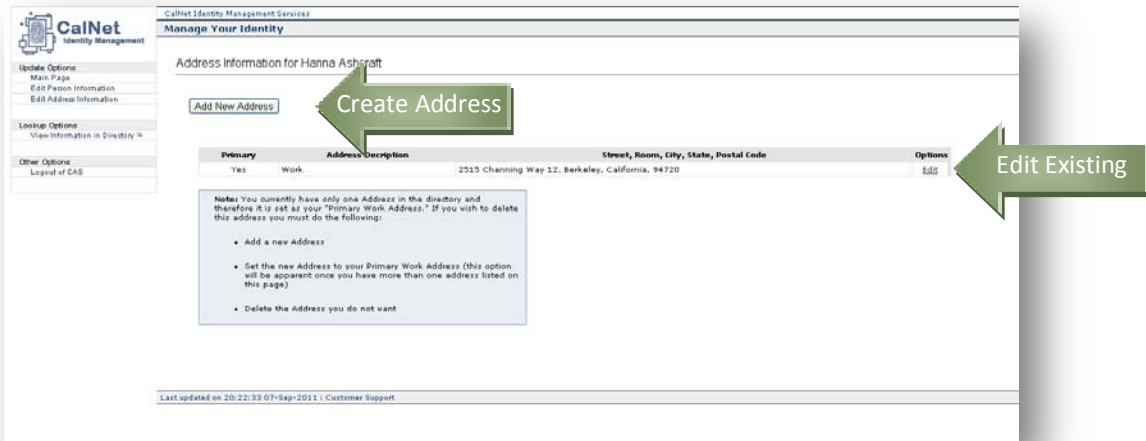 CalNet
Identity Management
Update Options
Main Page
Edit Person Information
Edit Address Information
Lookup Options
View Information in Directory
Other Options
Logout of CAS
CalNet Identity Management Services
Manage Your Identity
Address Information for Hanna Ashcraft
Add New Address
Create Address
Primary Address Decription Street, Room, City, State, Postal Code Options
Yes Work 2515 Channing Way 12, Berkeley, California, 94720 Edit
Edit Existing
Note: You currently have only one Address in the directory and
therefore it is set as your "Primary Work Address." If you wish to delete
this address you must do the following:
• Add a new Address
• Set the new Address to your Primary Work Address (this option
will be apparent once you have more than one address listed on
this page)
• Delete the Address you do not want
Last updated on 20:22:33 07-Sep-2011 : Customer Support